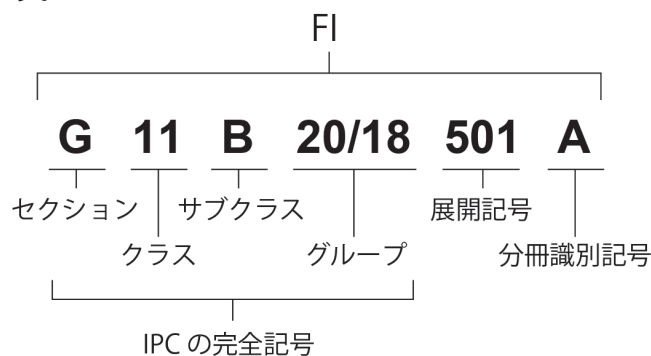 FI
G 11 B 20/18 501 A
セクション サブクラス 展開記号
クラス グループ 分冊識別記号
IPC の完全記号